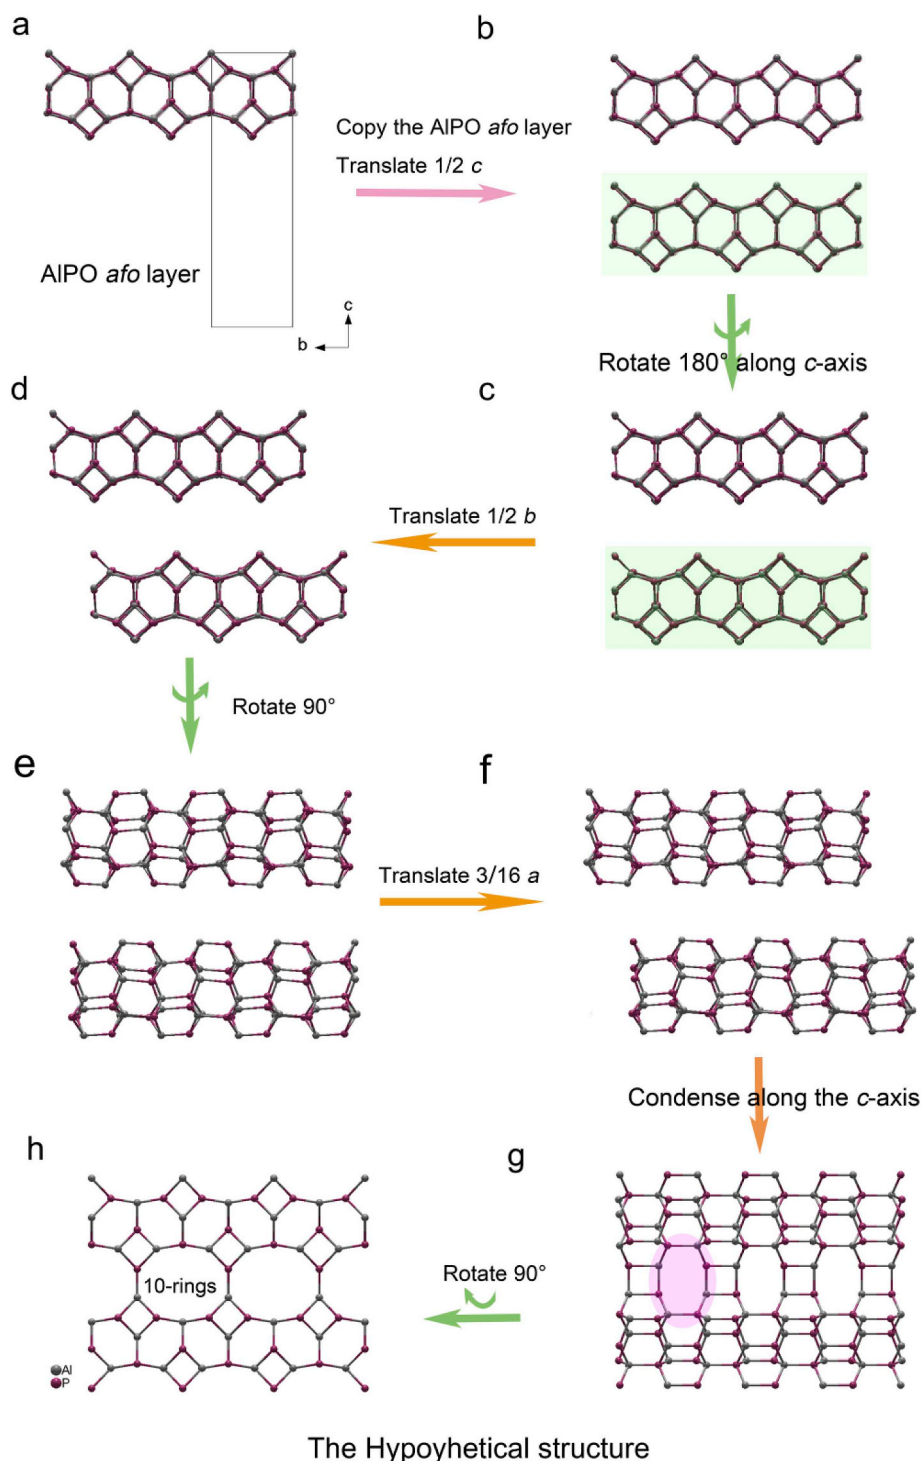 a
b
Copy the AlPO afo layer
Translate 1/2 c
AlPO afo layer
c
b
Rotate 180° along c-axis
d
c
Translate 1/2 b
Rotate 90°
e
f
Translate 3/16 a
Condense along the c-axis
h
g
10-rings
Rotate 90°
Al
P
The Hypoyhetical structure